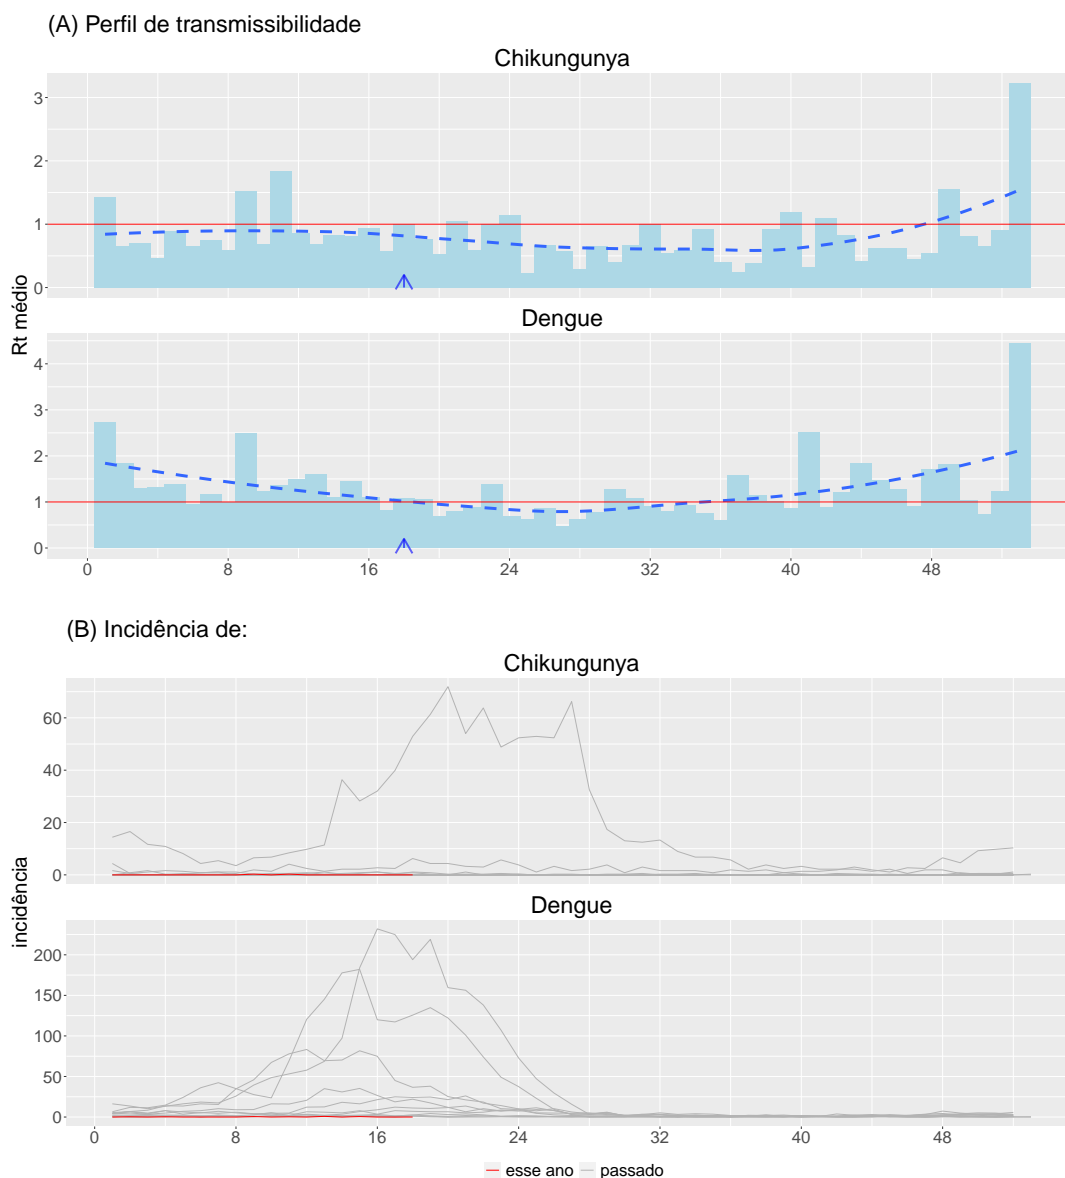 (A) Perfil de transmissibilidade
Chikungunya
3
2
1
0
Rt médio
Dengue
4
3
2
1
0
0 8 16 24 32 40 48
(B) Incidência de:
Chikungunya
60
40
20
0
incidência
Dengue
200
150
100
50
0
0 8 16 24 32 40 48
esse ano passado